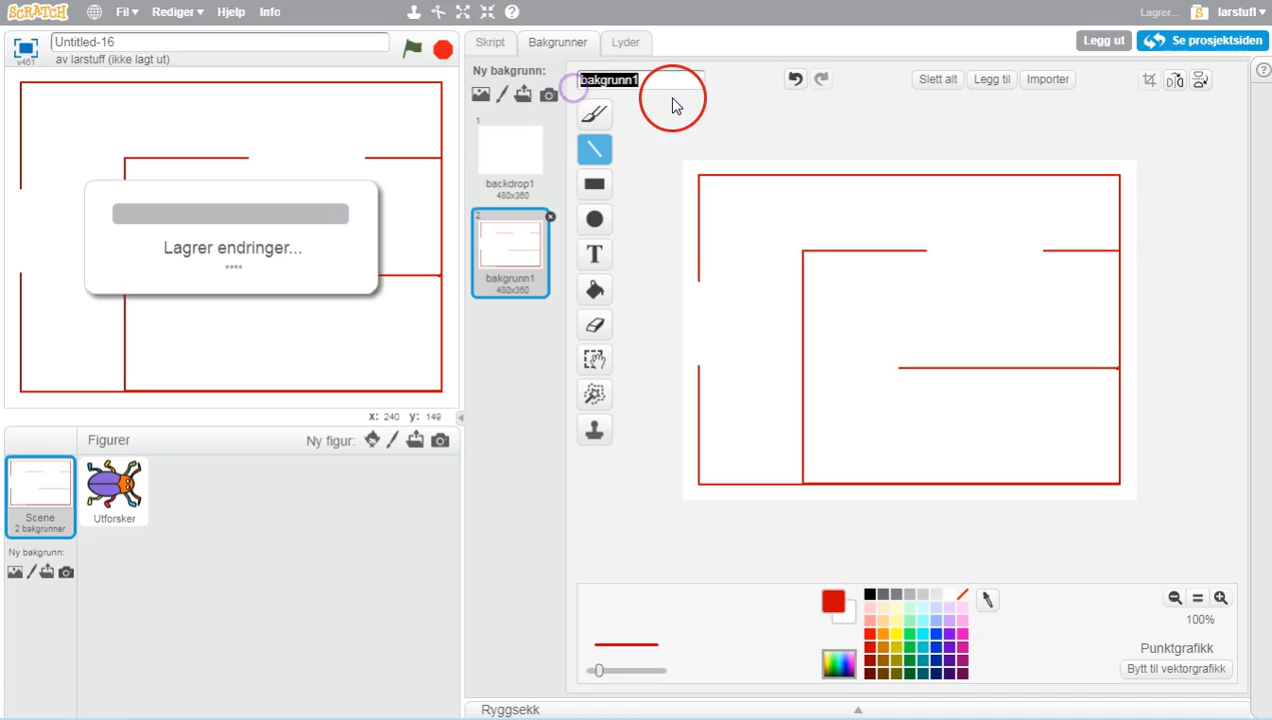 SCRATCH
Fil
Rediger
Hjelp
Info
Lagrer...
larstufl
v461
Untitled-16
av larstuff (ikke lagt ut)
Skript
Bakgrunner
Lyder
Legg ut
Se prosjektsiden
Ny bakgrunn:
bakgrunn1
Slett alt
Legg til
Importer
1
backdrop1
480x360
2
bakgrunn1
480x360
Lagrer endringer...
****
x: 240 y: 149
Figurer
Ny figur:
Scene
2 bakgrunner
Utforsker
Ny bakgrunn:
T
100%
Punktgrafikk
Bytt til vektorgrafikk
Ryggsekk